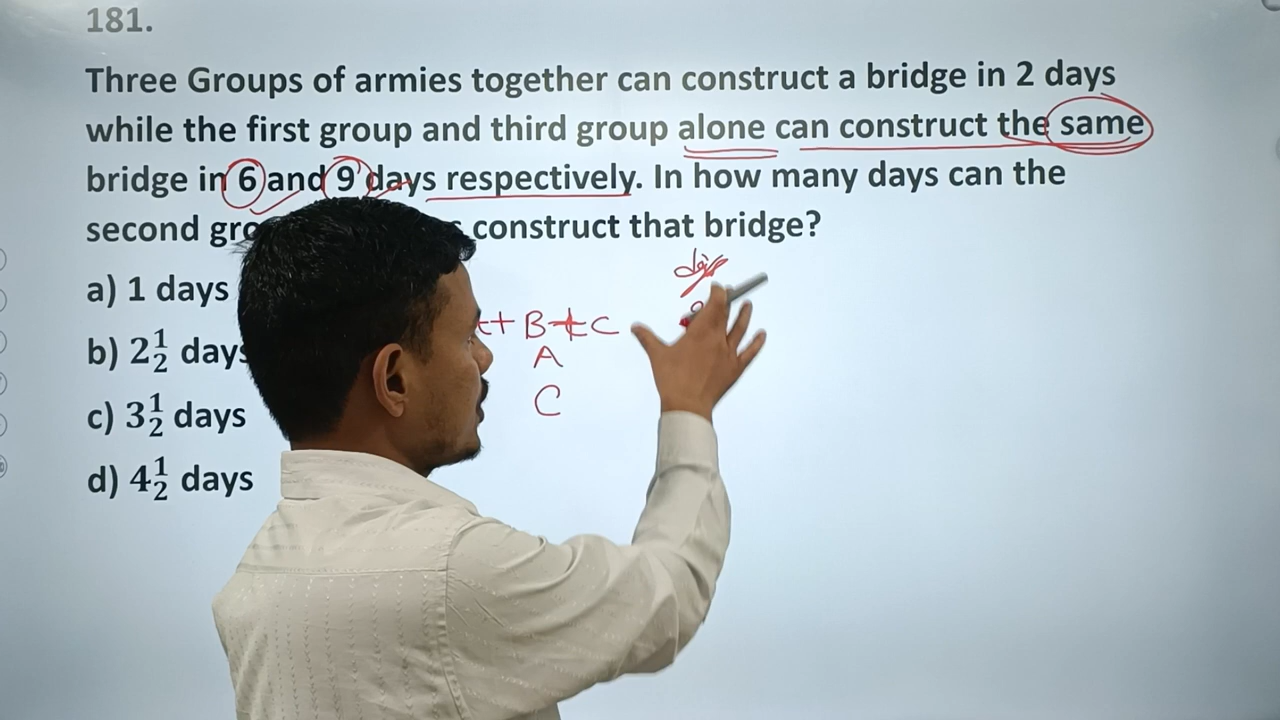 181.
Three Groups of armies together can construct a bridge in 2 days
while the first group and third group alone can construct the same
bridge in 6 and 9 days respectively. In how many days can the
second construct that bridge?
a) 1 days
b) 2½ days
c) 3½ days
d) 4½ days
+ B + C
A
C